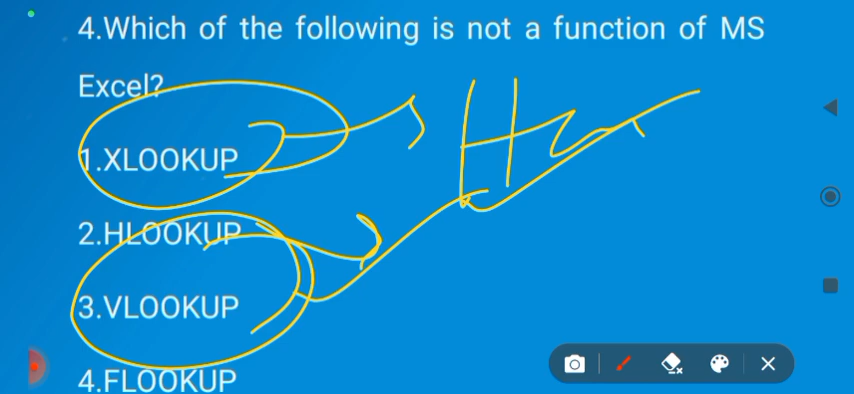 4.Which of the following is not a function of MS
Excel?
1.XLOOKUP
2.HLOOKUP
3.VLOOKUP
4.FLOOKUP